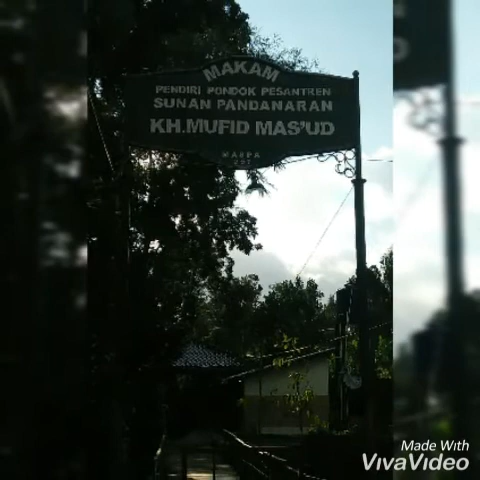 MAKAM
PENDIRI PONDOK PESANTREN
SUNAN PANDANARAN
KH.MUFID MAS'UD
Made With
VivaVideo